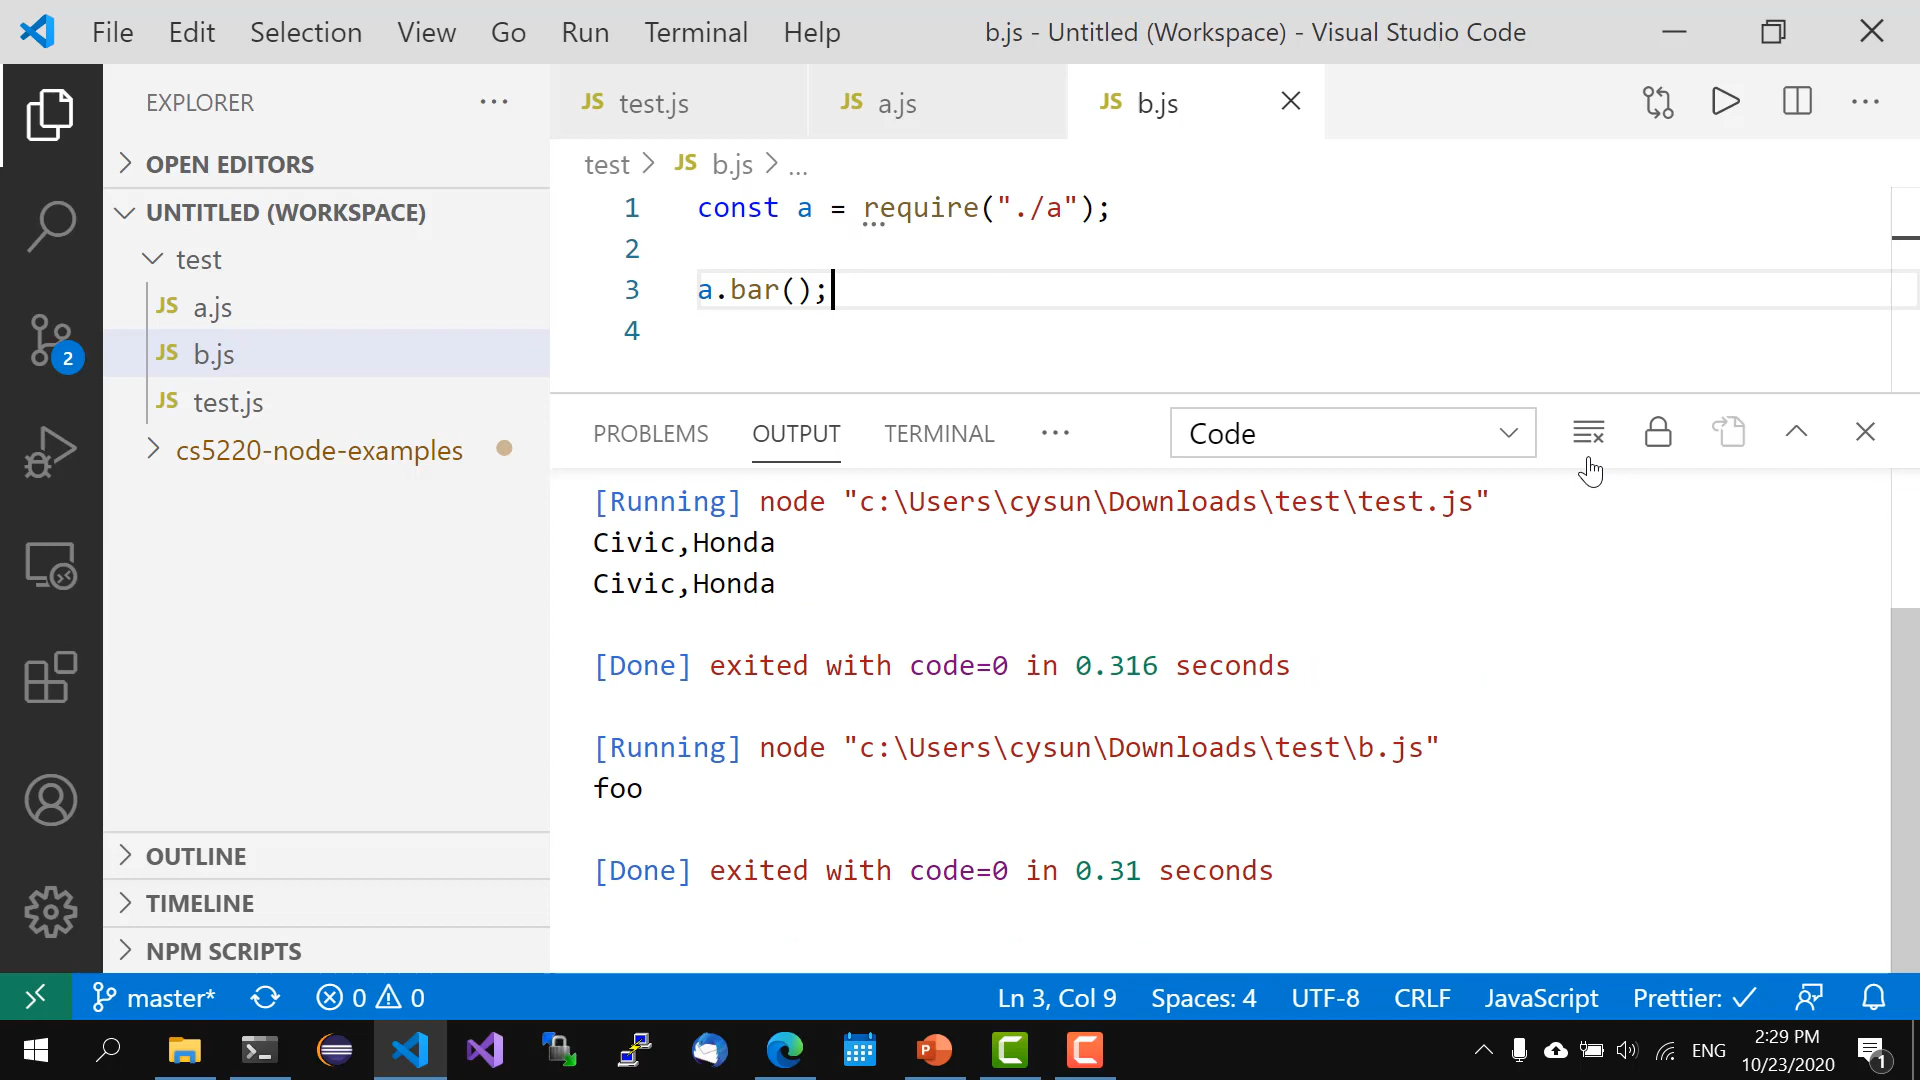 File Edit Selection View Go Run Terminal Help b.js - Untitled (Workspace) - Visual Studio Code
EXPLORER ...
JS test.js JS a.js JS b.js
OPEN EDITORS
test > JS b.js > ...
UNTITLED (WORKSPACE)
1 const a = require("./a");
2
test
3 a.bar();
JS a.js
4
JS b.js
2
JS test.js
PROBLEMS OUTPUT TERMINAL ... Code
cs5220-node-examples
[Running] node "c:\Users\cysun\Downloads\test\test.js"
Civic,Honda
Civic,Honda
[Done] exited with code=0 in 0.316 seconds
[Running] node "c:\Users\cysun\Downloads\test\b.js"
foo
[Done] exited with code=0 in 0.31 seconds
OUTLINE
TIMELINE
NPM SCRIPTS
master* 0 0 Ln 3, Col 9 Spaces: 4 UTF-8 CRLF JavaScript Prettier: ✓
ENG 2:29 PM
10/23/2020 1